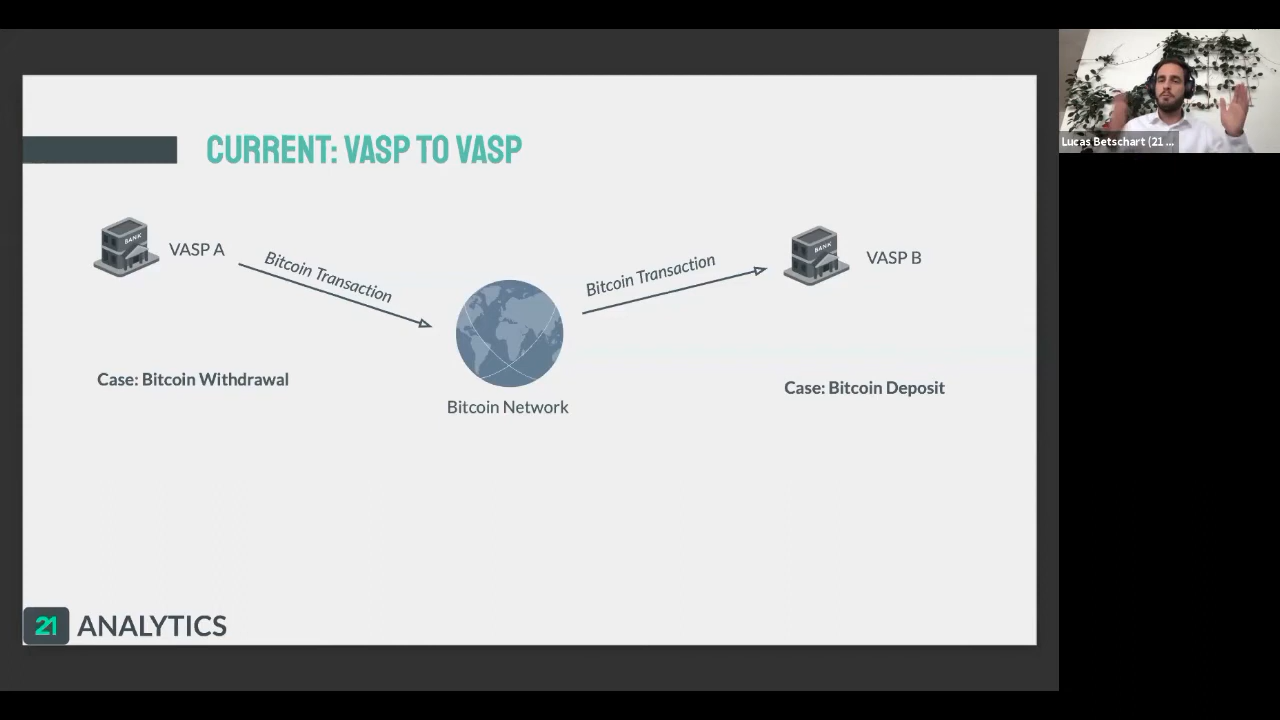 CURRENT: VASP TO VASP
BANK
VASP A
Bitcoin Transaction
Bitcoin Transaction
BANK
VASP B
Case: Bitcoin Withdrawal
Bitcoin Network
Case: Bitcoin Deposit
21 ANALYTICS
Lucas Betschart (21 ...